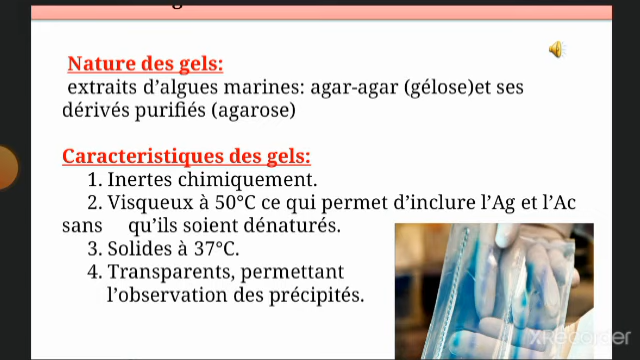 Nature des gels:
extraits d’algues marines: agar-agar (gélose)et ses
dérivés purifiés (agarose)
Caracteristiques des gels:
1. Inertes chimiquement.
2. Visqueux à 50°C ce qui permet d’inclure l’Ag et l’Ac
sans qu’ils soient dénaturés.
3. Solides à 37°C.
4. Transparents, permettant
l’observation des précipités.
XRecorder